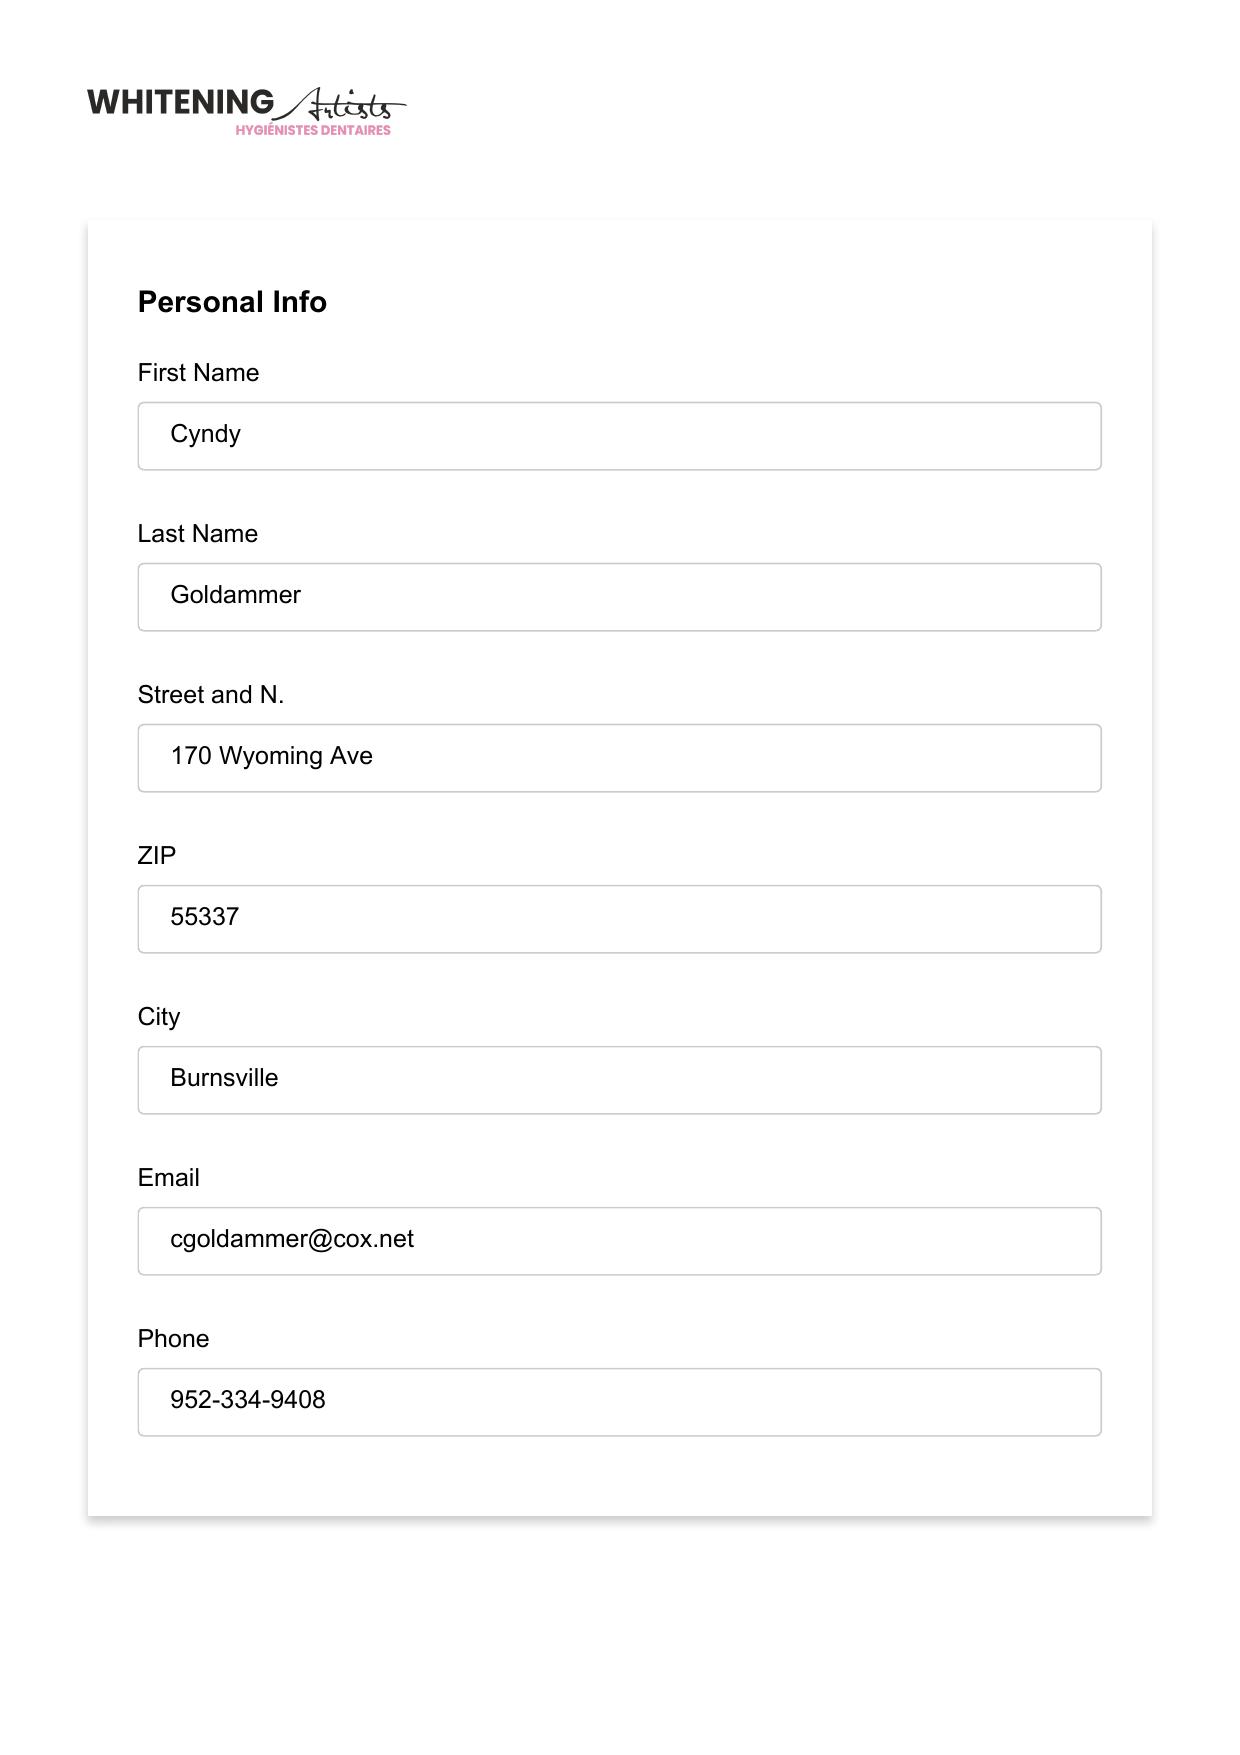 WHITENING Artists
HYGIÉNISTES DENTAIRES
Personal Info
First Name
Cyndy
Last Name
Goldammer
Street and N.
170 Wyoming Ave
ZIP
55337
City
Burnsville
Email
cgoldammer@cox.net
Phone
952-334-9408